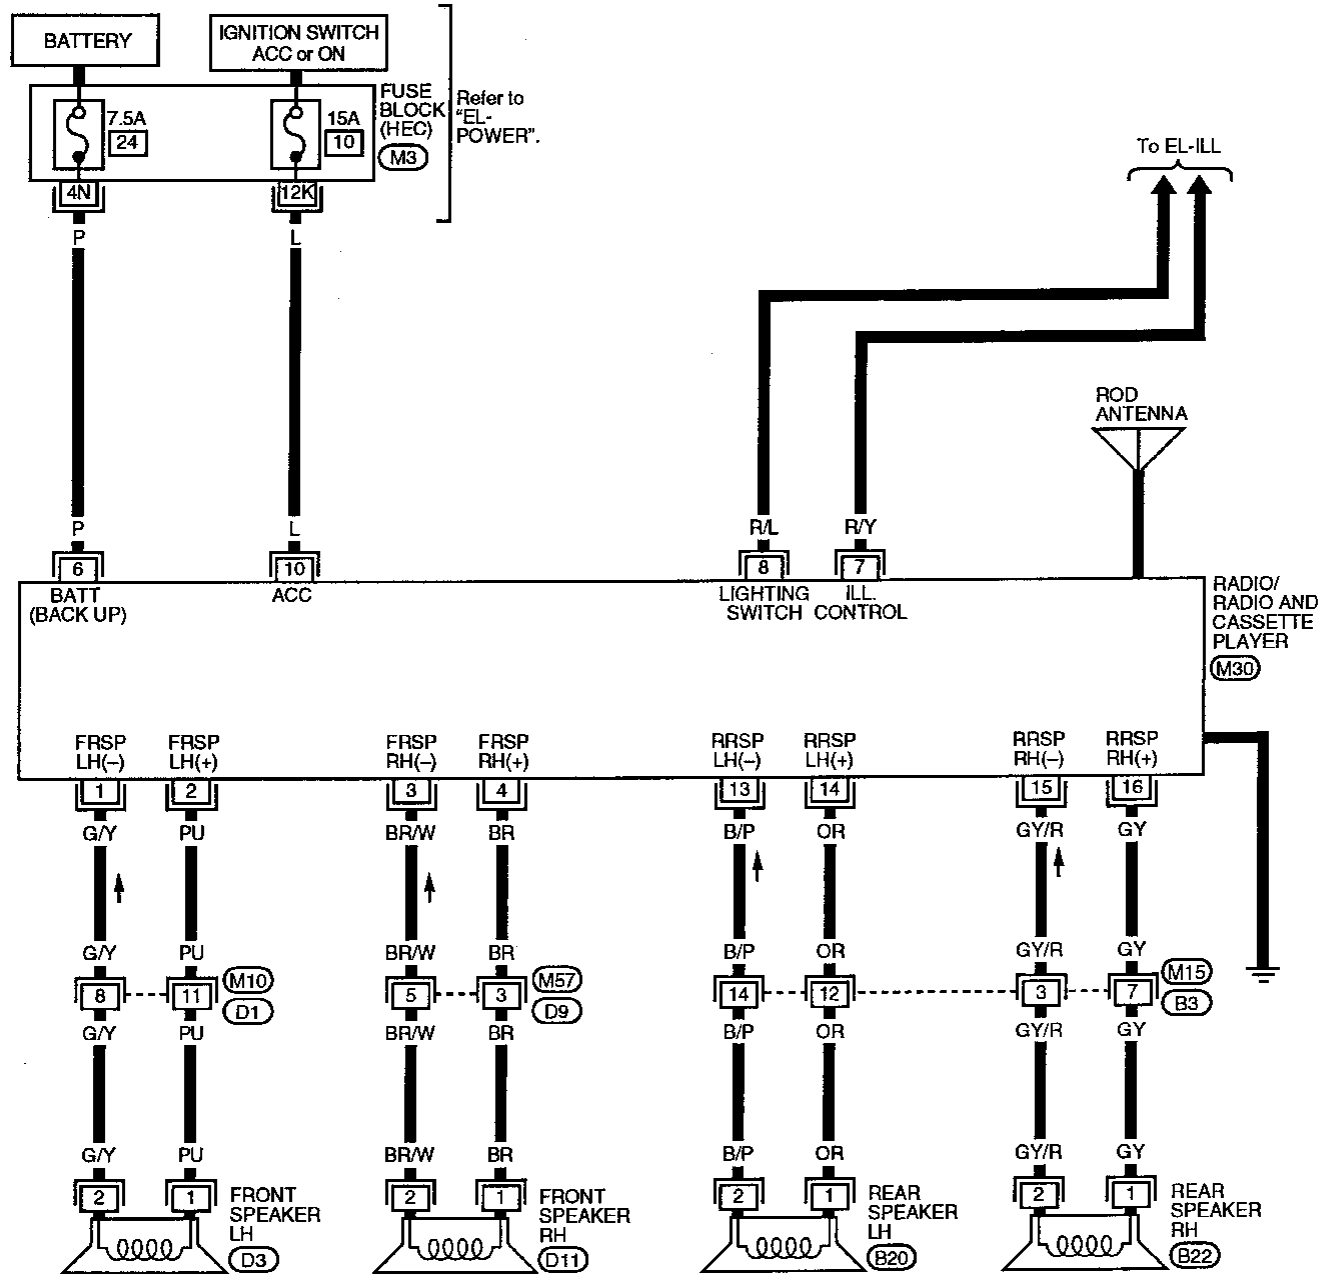 BATTERY
IGNITION SWITCH
ACC or ON
7.5A
24
15A
10
FUSE
BLOCK
(HEC)
M3
Refer to
"EL-
POWER".
4N
12K
To EL-ILL
P
L
ROD
ANTENNA
P
L
R/L
R/Y
6
10
8
7
BATT
(BACK UP)
ACC
LIGHTING
SWITCH
ILL.
CONTROL
RADIO/
RADIO AND
CASSETTE
PLAYER
M30
FRSP
LH(–)
FRSP
LH(+)
FRSP
RH(–)
FRSP
RH(+)
RRSP
LH(–)
RRSP
LH(+)
RRSP
RH(–)
RRSP
RH(+)
1
2
3
4
13
14
15
16
G/Y
PU
BR/W
BR
B/P
OR
GY/R
GY
G/Y
PU
BR/W
BR
B/P
OR
GY/R
GY
8
11
M10
D1
5
3
M57
D9
14
12
3
7
M15
B3
G/Y
PU
BR/W
BR
B/P
OR
GY/R
GY
G/Y
PU
BR/W
BR
B/P
OR
GY/R
GY
2
1
FRONT
SPEAKER
LH
D3
2
1
FRONT
SPEAKER
RH
D11
2
1
REAR
SPEAKER
LH
B20
2
1
REAR
SPEAKER
RH
B22